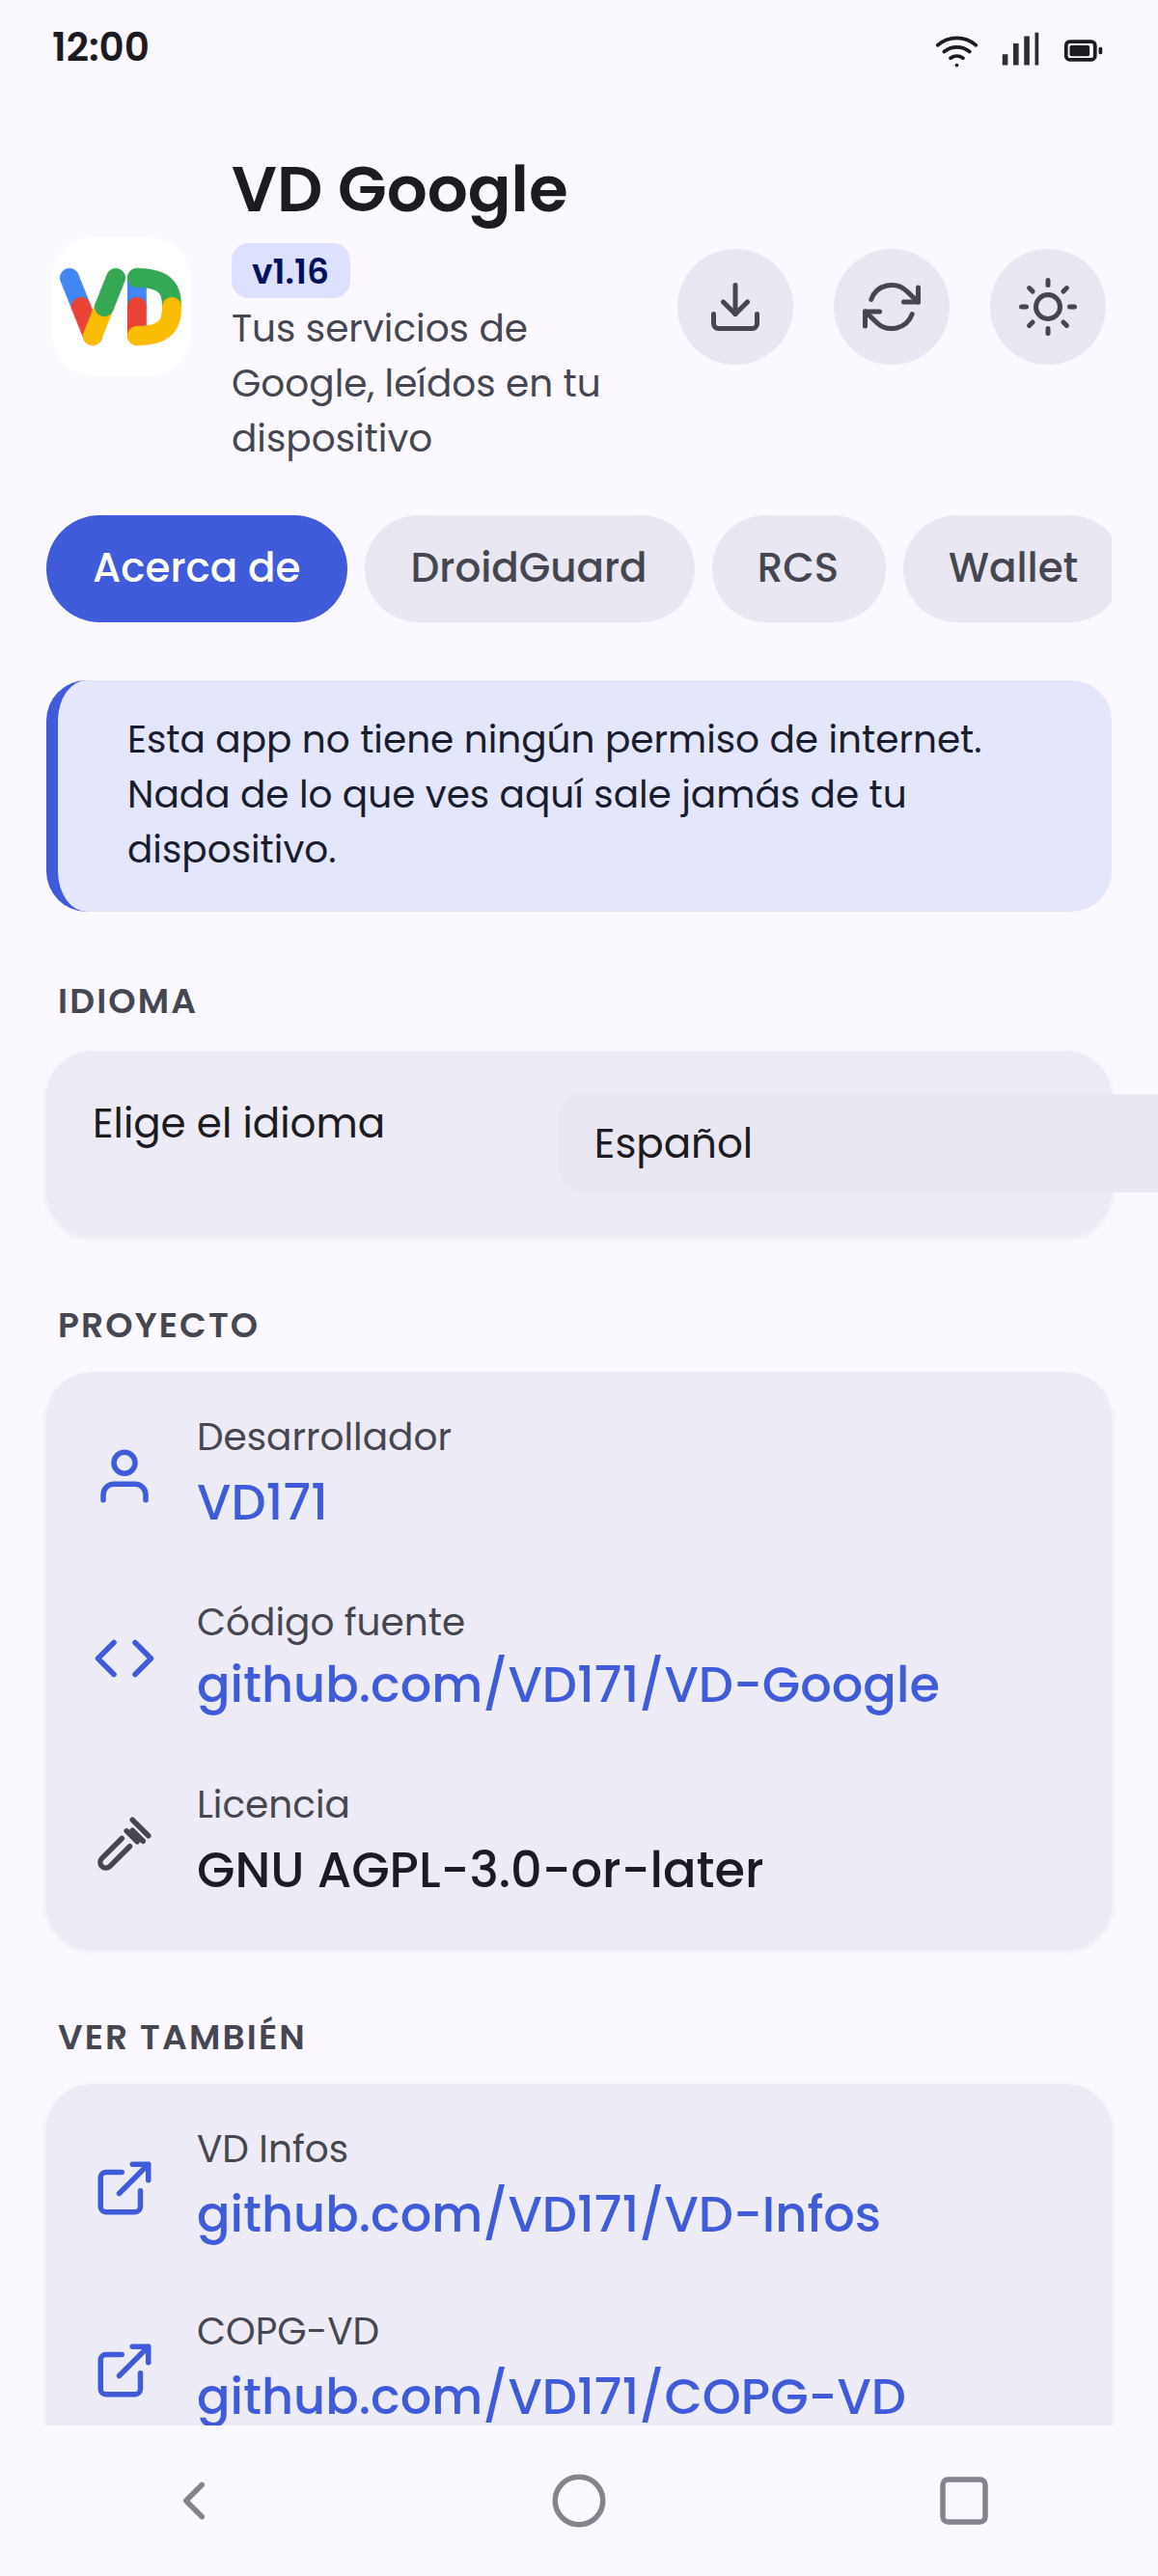 12:00
VD Google
VD
v1.16
Tus servicios de
Google, leídos en tu
dispositivo
Acerca de
DroidGuard
RCS
Wallet
Esta app no tiene ningún permiso de internet.
Nada de lo que ves aquí sale jamás de tu
dispositivo.
IDIOMA
Elige el idioma
Español
PROYECTO
Desarrollador
VD171
Código fuente
github.com/VD171/VD-Google
Licencia
GNU AGPL-3.0-or-later
VER TAMBIÉN
VD Infos
github.com/VD171/VD-Infos
COPG-VD
github.com/VD171/COPG-VD